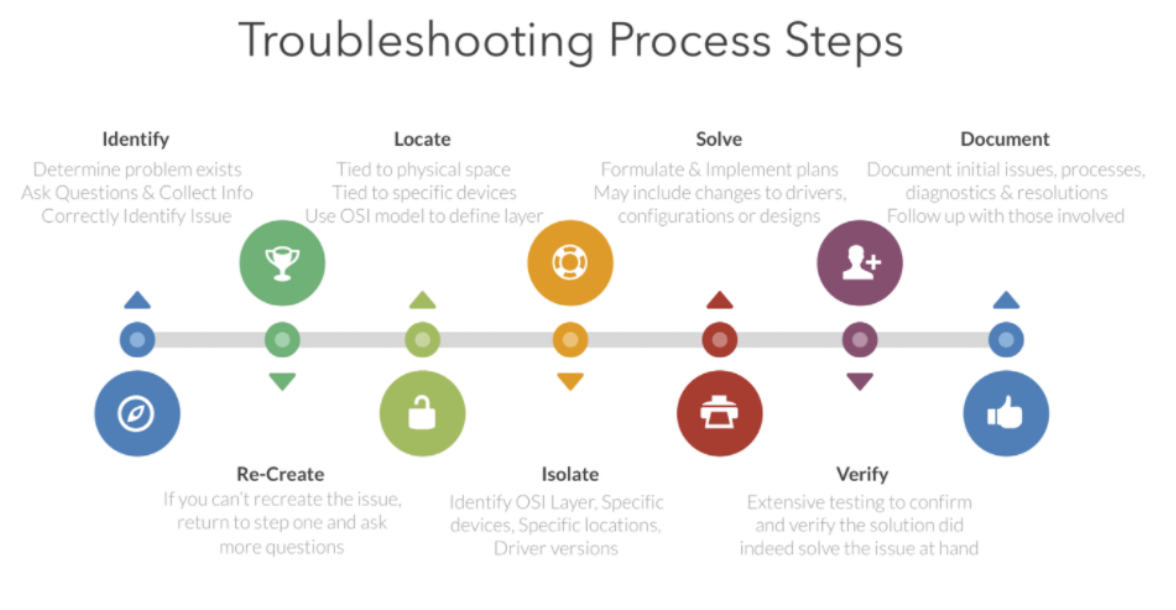 Troubleshooting Process Steps
Identify
Determine problem exists
Ask Questions & Collect Info
Correctly Identify Issue
Re-Create
If you can't recreate the issue,
return to step one and ask
more questions
Locate
Tied to physical space
Tied to specific devices
Use OSI model to define layer
Isolate
Identify OSI Layer, Specific
devices, Specific locations,
Driver versions
Solve
Formulate & Implement plans
May include changes to drivers,
configurations or designs
Verify
Extensive testing to confirm
and verify the solution did
indeed solve the issue at hand
Document
Document initial issues, processes,
diagnostics & resolutions
Follow up with those involved